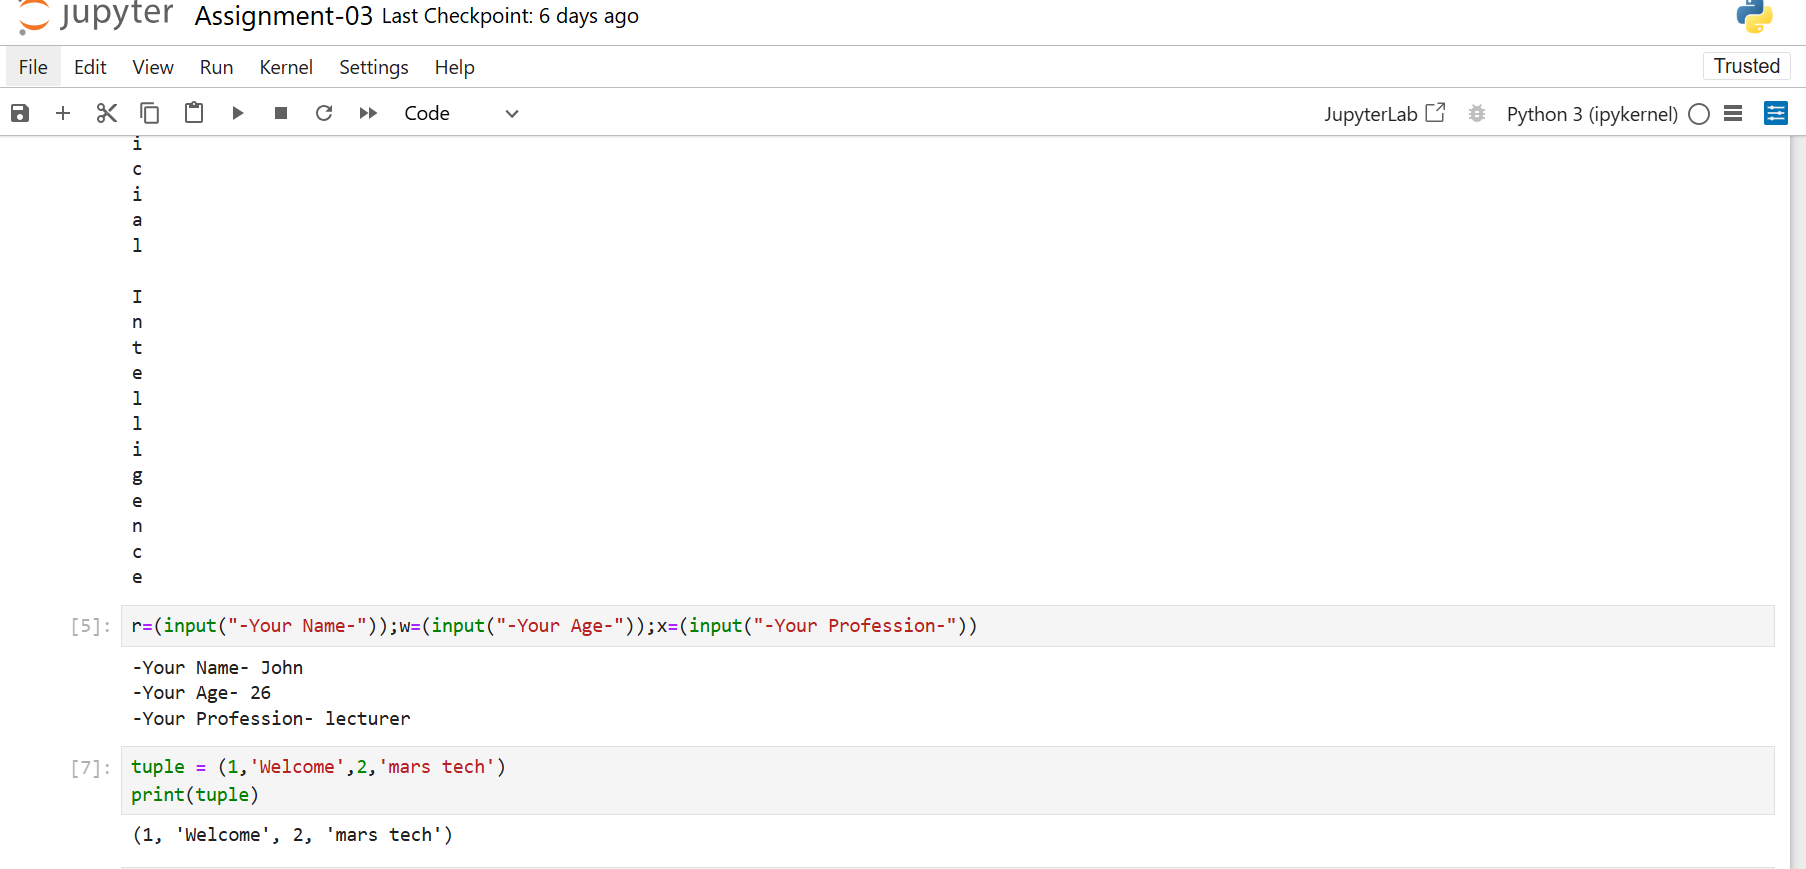 jupyter Assignment-03 Last Checkpoint: 6 days ago
File Edit View Run Kernel Settings Help Trusted
Code JupyterLab Python 3 (ipykernel)
i
c
i
a
l
I
n
t
e
l
l
i
g
e
n
c
e
[5]: r=(input("-Your Name-"));w=(input("-Your Age-"));x=(input("-Your Profession-"))
-Your Name- John
-Your Age- 26
-Your Profession- lecturer
[7]: tuple = (1,'Welcome',2,'mars tech')
print(tuple)
(1, 'Welcome', 2, 'mars tech')